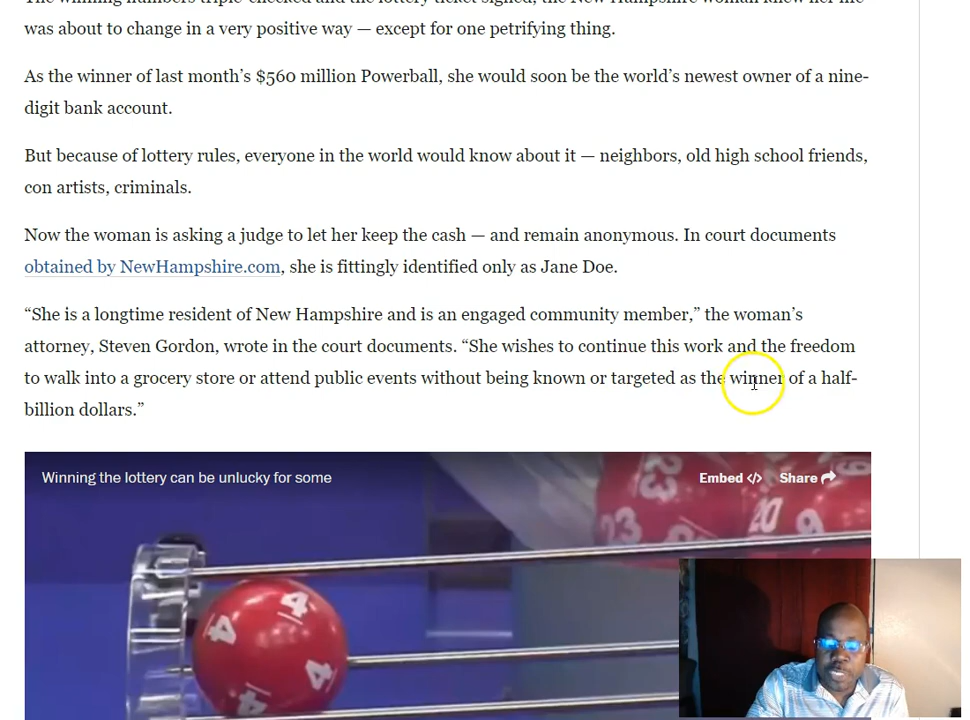 The winning numbers triple-checked and the lottery ticket signed, the New Hampshire woman knew her life
was about to change in a very positive way — except for one petrifying thing.
As the winner of last month’s $560 million Powerball, she would soon be the world’s newest owner of a nine-
digit bank account.
But because of lottery rules, everyone in the world would know about it — neighbors, old high school friends,
con artists, criminals.
Now the woman is asking a judge to let her keep the cash — and remain anonymous. In court documents
obtained by NewHampshire.com, she is fittingly identified only as Jane Doe.
“She is a longtime resident of New Hampshire and is an engaged community member,” the woman’s
attorney, Steven Gordon, wrote in the court documents. “She wishes to continue this work and the freedom
to walk into a grocery store or attend public events without being known or targeted as the winner of a half-
billion dollars.”
Winning the lottery can be unlucky for some
Embed </> Share
23
23 20 9
4 4
4
4